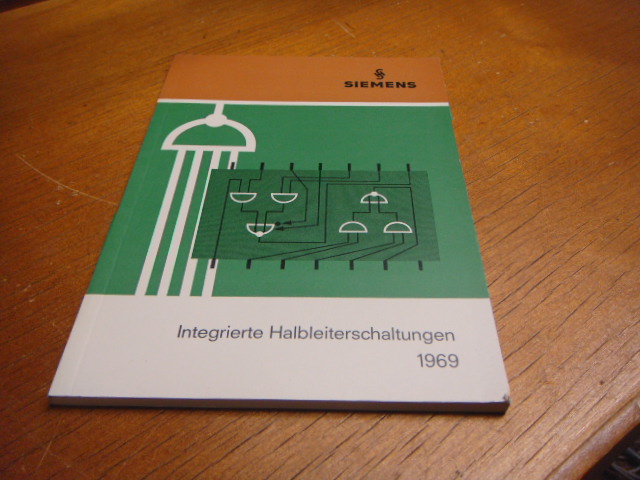 SIEMENS
Integrierte Halbleiterschaltungen
1969